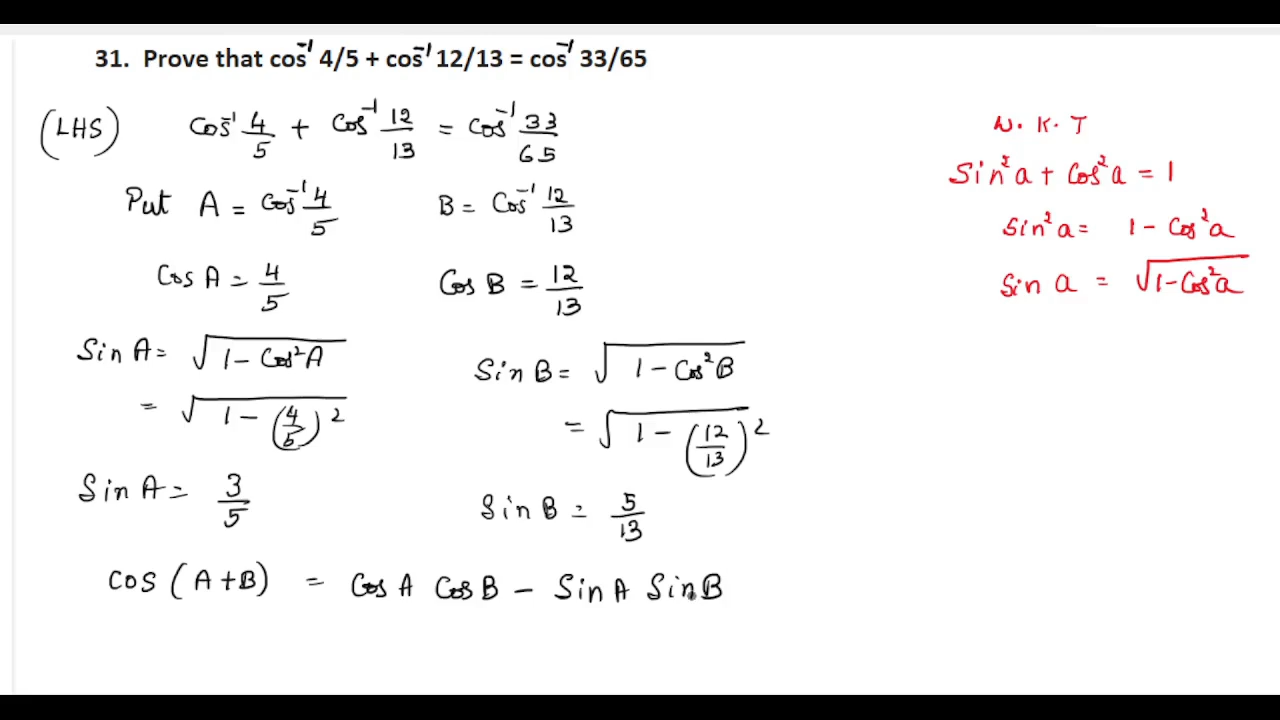 31. Prove that cos⁻¹ 4/5 + cos⁻¹ 12/13 = cos⁻¹ 33/65
(LHS) Cos⁻¹ 4/5 + Cos⁻¹ 12/13 = Cos⁻¹ 33/65
Put A = Cos⁻¹ 4/5 B = Cos⁻¹ 12/13
Cos A = 4/5 Cos B = 12/13
Sin A = √(1 - Cos²A) Sin B = √(1 - Cos²B)
= √(1 - (4/5)²) = √(1 - (12/13)²)
Sin A = 3/5 Sin B = 5/13
Cos (A+B) = Cos A Cos B - Sin A Sin B
W.K.T
Sin²a + Cos²a = 1
Sin²a = 1 - Cos²a
Sin a = √(1 - Cos²a)